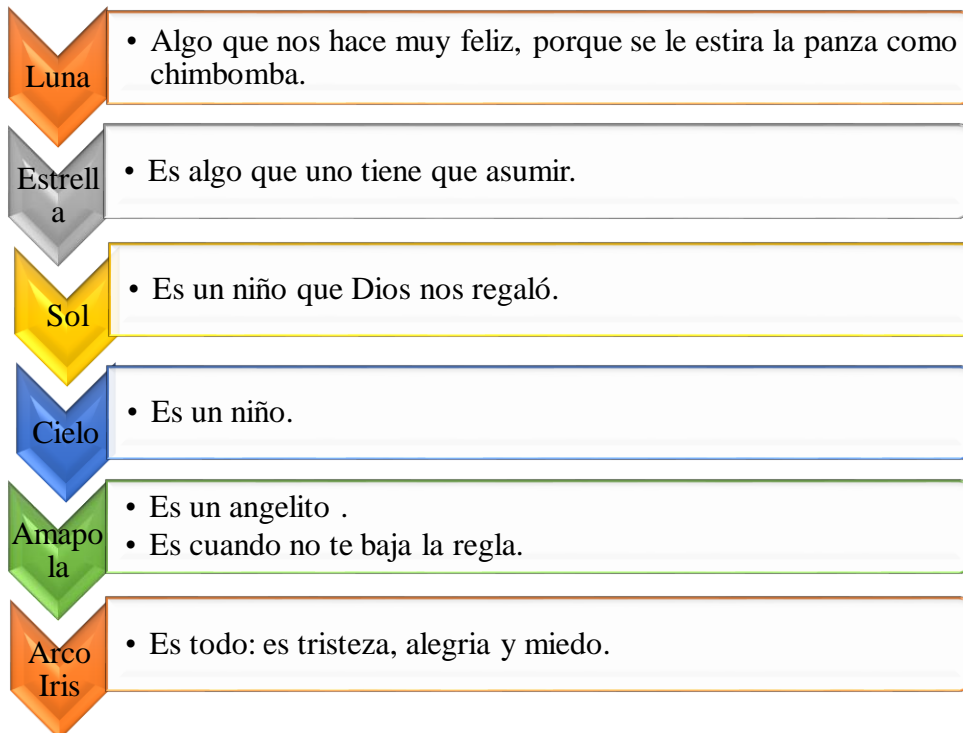 Luna
• Algo que nos hace muy feliz, porque se le estira la panza como
chimbomba.
Estrell
a
• Es algo que uno tiene que asumir.
Sol
• Es un niño que Dios nos regaló.
Cielo
• Es un niño.
Amapo
la
• Es un angelito .
• Es cuando no te baja la regla.
Arco
Iris
• Es todo: es tristeza, alegria y miedo.